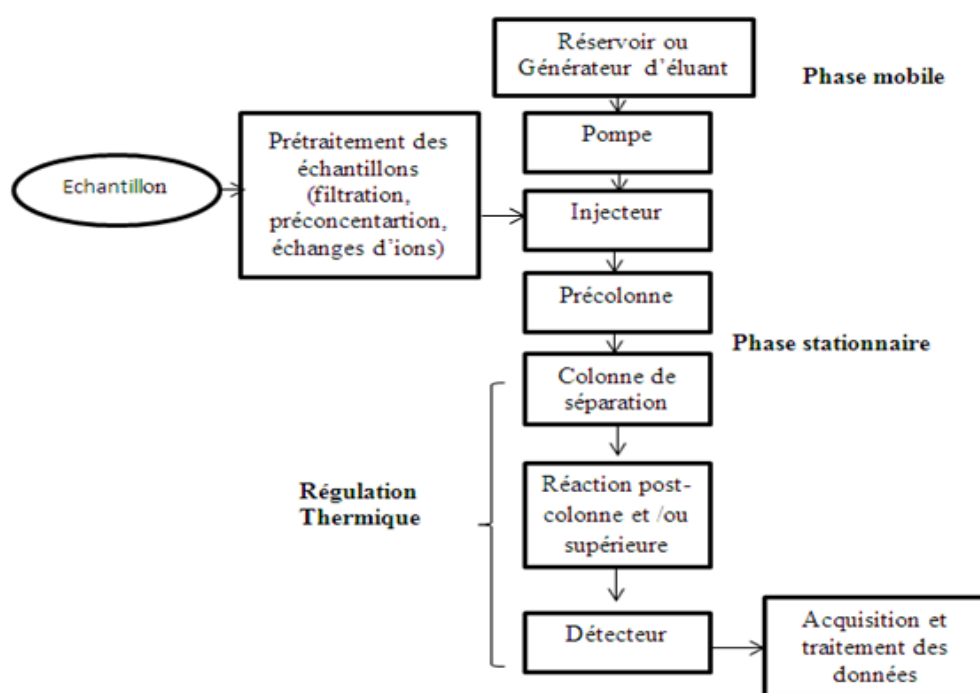 Réservoir ou
Générateur d'éluant
Phase mobile
Pompe
Prétraitement des
échantillons
(filtration,
préconcentartion,
échanges d'ions)
Echantillon
Injecteur
Précolonne
Phase stationnaire
Colonne de
séparation
Régulation
Thermique
Réaction post-
colonne et /ou
supérieure
Détecteur
Acquisition et
traitement des
données